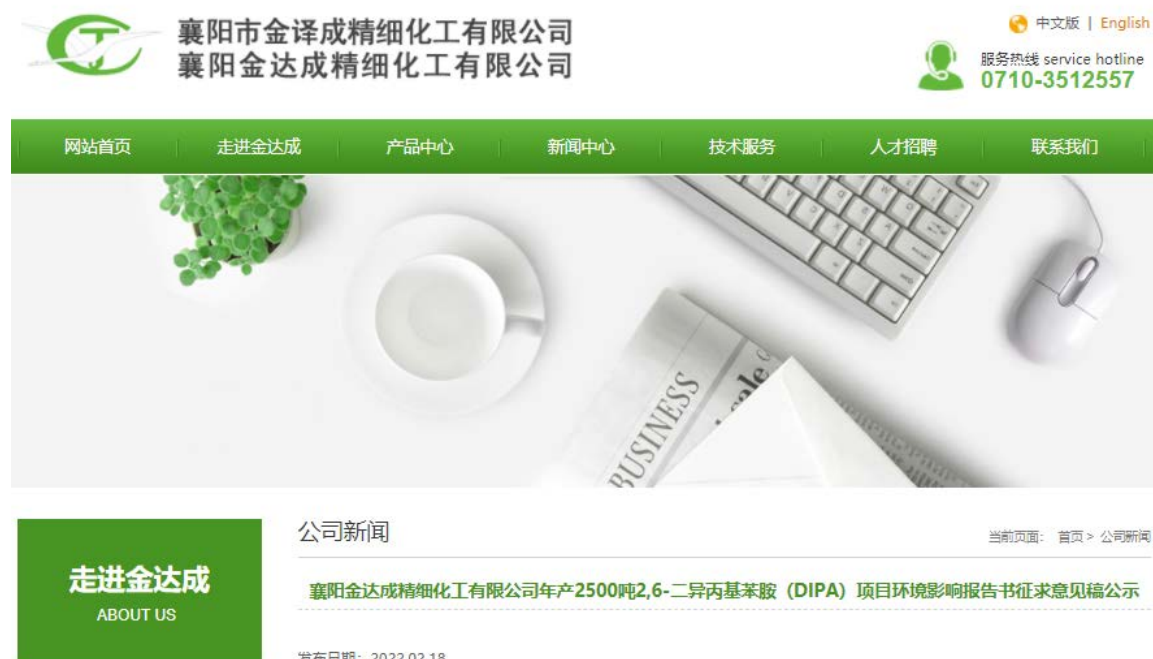 襄阳市金译成精细化工有限公司
襄阳金达成精细化工有限公司
中文版 | English
服务热线 service hotline
0710-3512557
网站首页 走进金达成 产品中心 新闻中心 技术服务 人才招聘 联系我们
BUSINESS
走进金达成
ABOUT US
公司新闻
当前页面： 首页 > 公司新闻
襄阳金达成精细化工有限公司年产2500吨2,6-二异丙基苯胺（DIPA）项目环境影响报告书征求意见稿公示